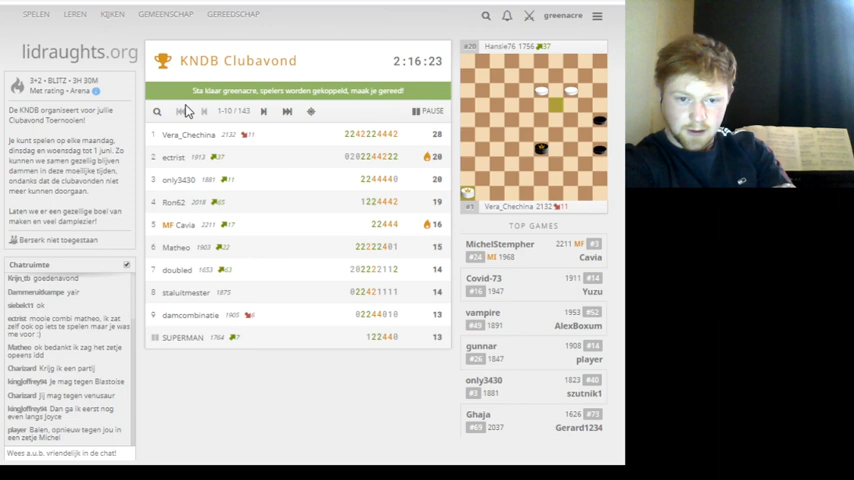 SPELEN LEREN KIJKEN GEMEENSCHAP GEREEDSCHAP
greenacre
lidraughts.org
3+2 • BLITZ • 3H 30M
Met rating • Arena
De KNDB organiseert voor jullie
Clubavond Toernooien!
Je kunt spelen op elke maandag,
dinsdag en woensdag tot 1 juni. Zo
kunnen we samen gezellig blijven
dammen in deze moeilijke tijden,
ondanks dat de clubavonden niet
meer kunnen doorgaan.
Laten we er een gezellige boel van
maken en veel damplezier!
Berserk niet toegestaan
Chatruimte
Krijn_tb goedenavond
Dammeruitkampe yair
siebek11 ok
ectrist mooie combi matheo, ik zat
zelf ook op iets te spelen maar je was
me voor :)
Matheo ok bedankt ik zag het zetje
opeens idd
Charizard Krijg ik een partij
kingjoffrey94 Je mag tegen Blastoise
Charizard Jij mag tegen venusaur
kingjoffrey94 Dan ga ik eerst nog
even langs Joyce
player Balen, opnieuw tegen jou in
een zetje Michel
Wees a.u.b. vriendelijk in de chat!
KNDB Clubavond 2:16:23
Sta klaar greenacre, spelers worden gekoppeld, maak je gereed!
1-10 / 143 PAUSE
1 Vera_Chechina 2132 11 2242224442 28
2 ectrist 1913 37 0202244222 20
3 only3430 1881 11 2244440 20
4 Ron62 2018 65 1224442 19
5 MF Cavia 2211 17 22444 16
6 Matheo 1903 22 22222401 15
7 doubled 1653 63 202222112 14
8 staluitmester 1875 022421111 14
9 damcombinatie 1905 02244010 13
SUPERMAN 1764 7 122440 13
#20 Hansie76 1756 37
#1 Vera_Chechina 2132 11
TOP GAMES
MichelStempher 2211 MF #3
#24 MI 1968 Cavia
Covid-73 1911 #14
#16 1947 Yuzu
vampire 1953 #52
#49 1891 AlexBoxum
gunnar 1908 #14
#26 1847 player
only3430 1823 #40
#3 1881 szutnik1
Ghaja 1626 #73
#69 2037 Gerard1234